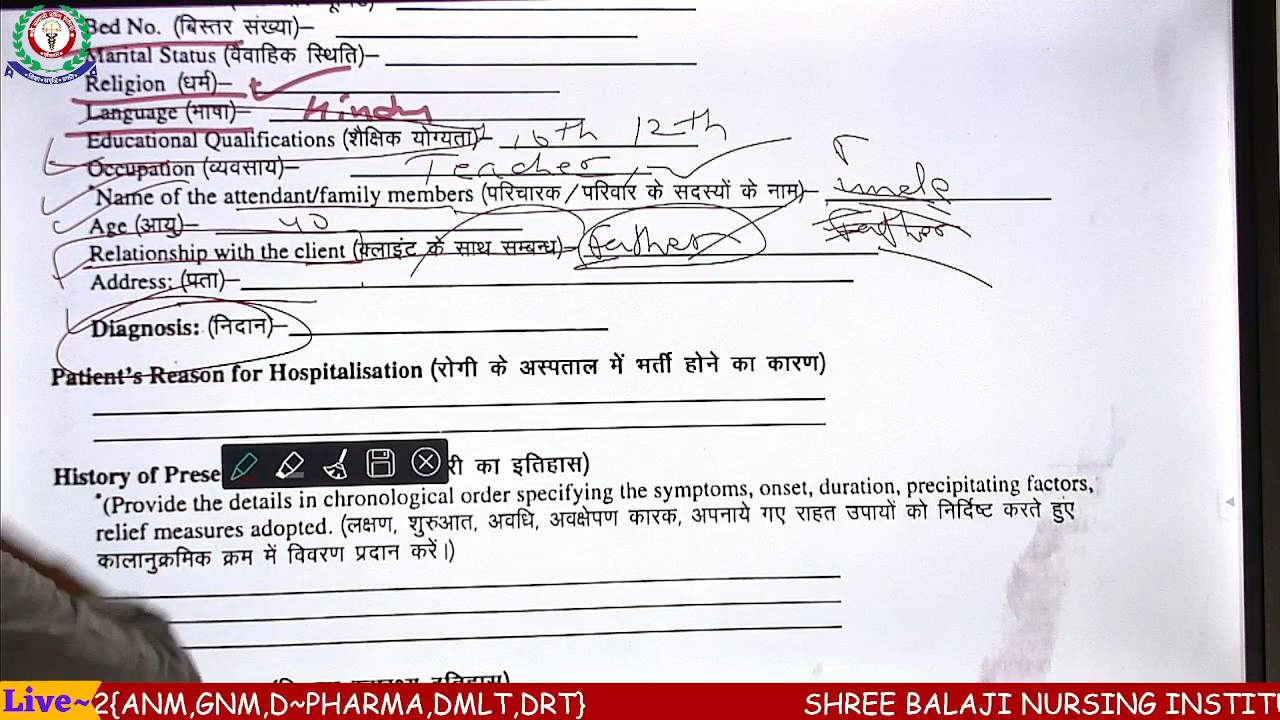 Bed No. (बिस्तर संख्या)–
Marital Status (वैवाहिक स्थिति)–
Religion (धर्म)–
Language (भाषा)– Hindi
Educational Qualifications (शैक्षिक योग्यता)– 10th 12th
Occupation (व्यवसाय)– Teacher
Name of the attendant/family members (परिचारक/परिवार के सदस्यों के नाम)–
Age (आयु)– 40
Relationship with the client (क्लाइंट के साथ सम्बन्ध)– Father Father
Address: (पता)–
Diagnosis: (निदान)–
Patient's Reason for Hospitalisation (रोगी के अस्पताल में भर्ती होने का कारण)
History of Prese री का इतिहास)
*(Provide the details in chronological order specifying the symptoms, onset, duration, precipitating factors,
relief measures adopted. (लक्षण, शुरुआत, अवधि, अवक्षेपण कारक, अपनाये गए राहत उपायों को निर्दिष्ट करते हुए
कालानुक्रमिक क्रम में विवरण प्रदान करें।)
Live~ 2{ANM,GNM,D~PHARMA,DMLT,DRT} SHREE BALAJI NURSING INSTIT